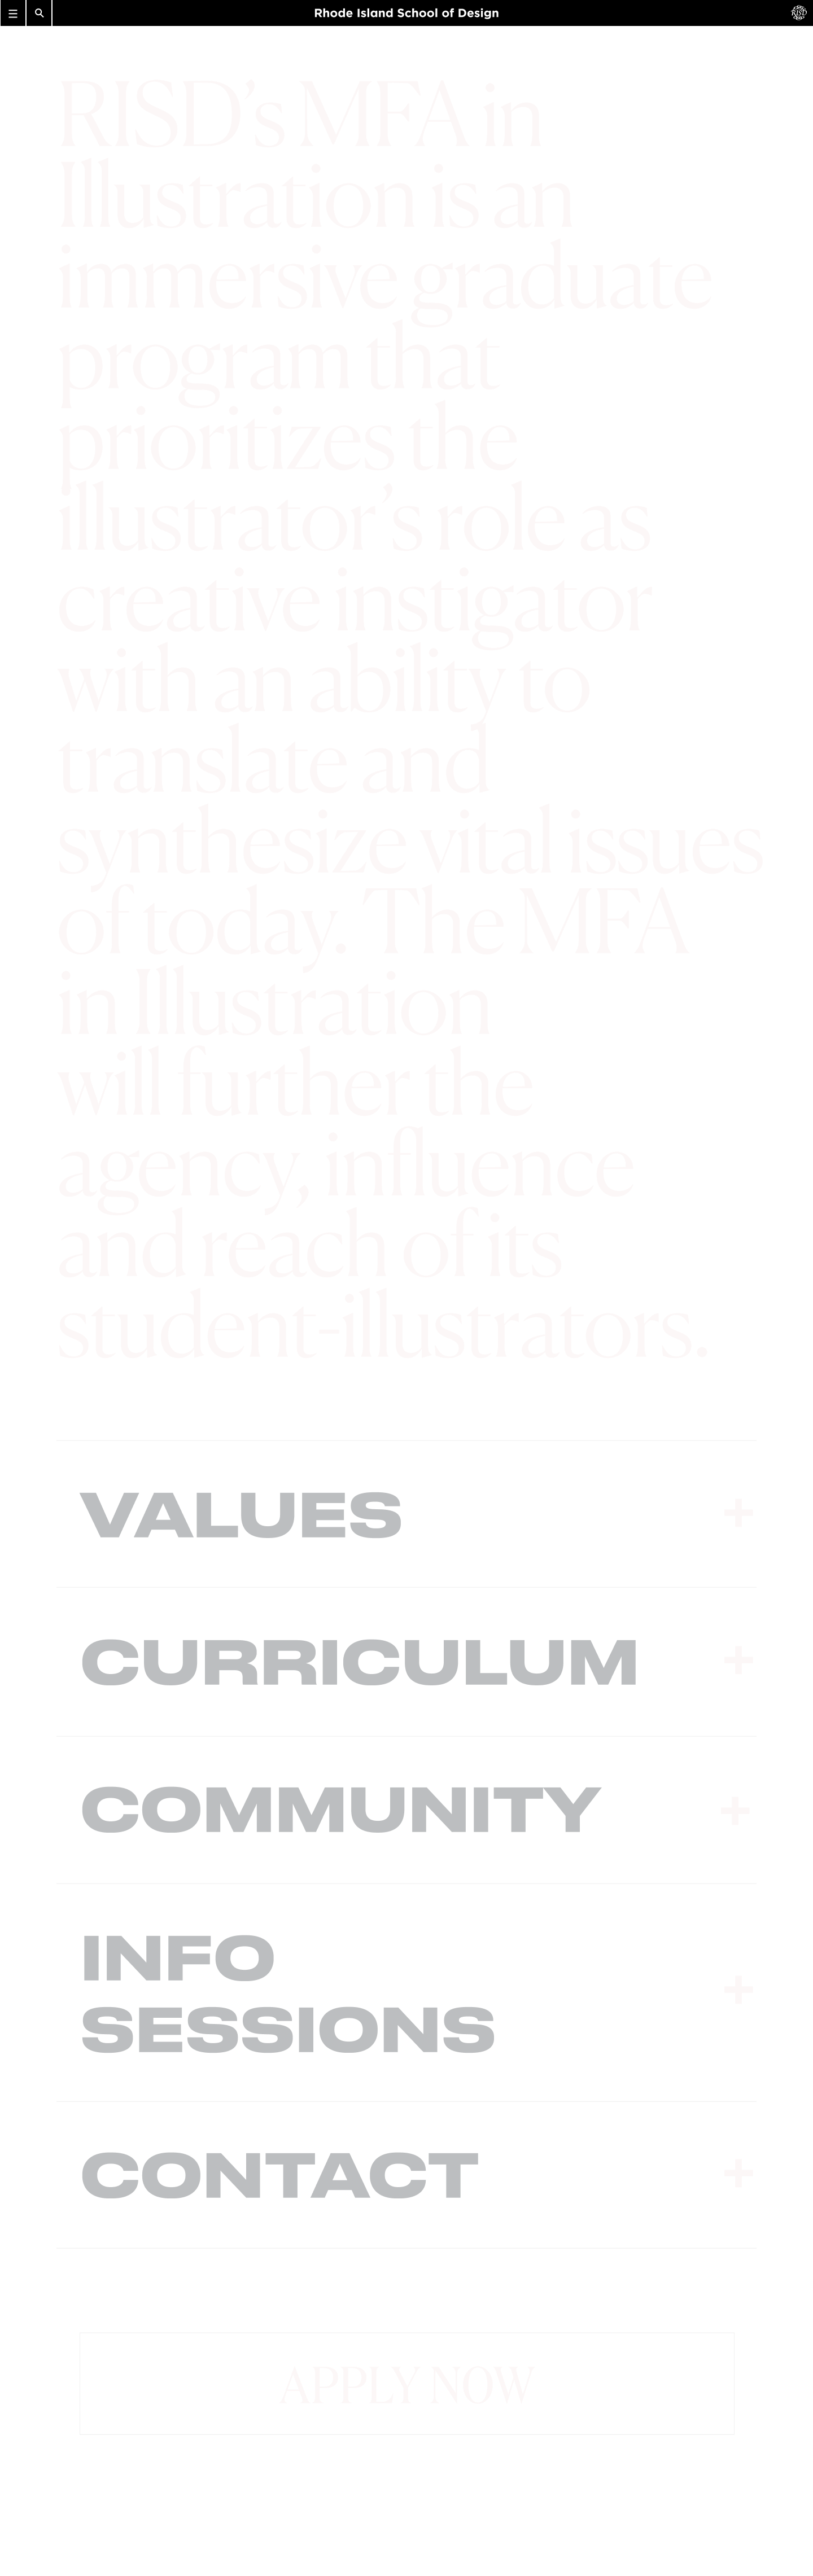 Rhode Island School of Design
RISD
RISD’s MFA in
Illustration is an
immersive graduate
program that
prioritizes the
illustrator’s role as
creative instigator
with an ability to
translate and
synthesize vital issues
of today. The MFA
in Illustration
will further the
agency, influence
and reach of its
student-illustrators.
VALUES
CURRICULUM
COMMUNITY
INFO
SESSIONS
CONTACT
APPLY NOW